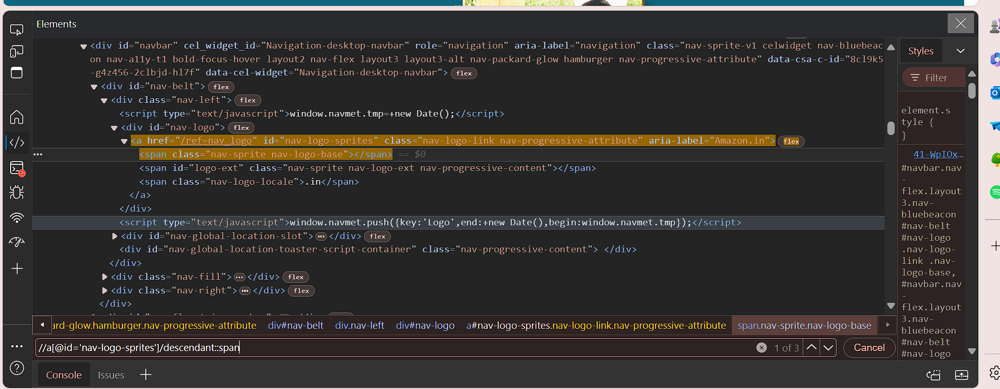 Elements
<div id="navbar" cel_widget_id="Navigation-desktop-navbar" role="navigation" aria-label="navigation" class="nav-sprite-v1 celwidget nav-bluebeac
on nav-a11y-t1 bold-focus-hover layout2 nav-flex layout3 layout3-alt nav-packard-glow hamburger nav-progressive-attribute" data-csa-c-id="8cl9k5
-g4z456-2clbjd-hl7f" data-cel-widget="Navigation-desktop-navbar"> flex
<div id="nav-belt"> flex
<div class="nav-left"> flex
<script type="text/javascript">window.navmet.tmp=+new Date();</script>
<div id="nav-logo"> flex
<a href="/ref=nav_logo" id="nav-logo-sprites" class="nav-logo-link nav-progressive-attribute" aria-label="Amazon.in"> flex
<span class="nav-sprite nav-logo-base"></span> == $0
<span id="logo-ext" class="nav-sprite nav-logo-ext nav-progressive-content"></span>
<span class="nav-logo-locale">.in</span>
</a>
</div>
<script type="text/javascript">window.navmet.push({key:'Logo',end:+new Date(),begin:window.navmet.tmp});</script>
<div id="nav-global-location-slot">…</div> flex
<div id="nav-global-location-toaster-script-container" class="nav-progressive-content"> </div>
</div>
<div class="nav-fill">…</div> flex
<div class="nav-right">…</div> flex
</div>
ard-glow.hamburger.nav-progressive-attribute div#nav-belt div.nav-left div#nav-logo a#nav-logo-sprites.nav-logo-link.nav-progressive-attribute span.nav-sprite.nav-logo-base
//a[@id='nav-logo-sprites']/descendant::span 1 of 3 Cancel
Console Issues
Styles
Filter
element.s
tyle {
}
41-WpIOx…
#navbar.nav
-
flex.layout
3.nav-
bluebeacon
#nav-belt
#nav-logo
.nav-logo-
link .nav-
logo-base,
#navbar.nav
-
flex.layout
3.nav-
bluebeacon
#nav-belt
#nav-logo